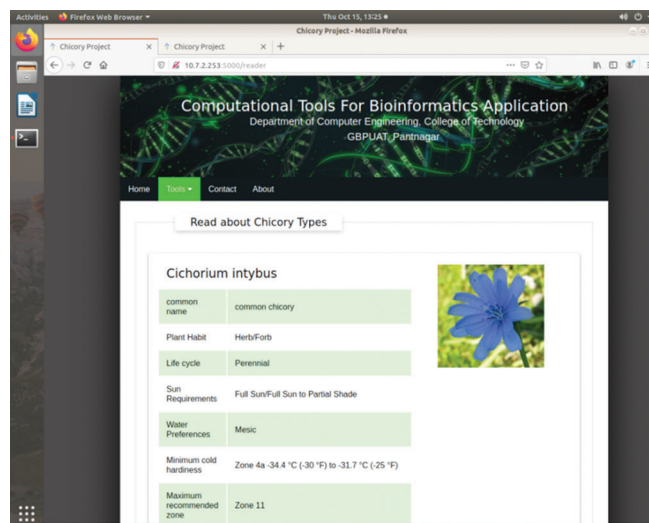 Activities Firefox Web Browser Thu Oct 15, 13:25
Chicory Project - Mozilla Firefox
Chicory Project × Chicory Project × +
10.7.2.253:5000/reader
Computational Tools For Bioinformatics Application
Department of Computer Engineering, College of Technology
GBPUAT, Pantnagar
Home Tools Contact About
Read about Chicory Types
Cichorium intybus
common
name
common chicory
Plant Habit Herb/Forb
Life cycle Perennial
Sun
Requirements
Full Sun/Full Sun to Partial Shade
Water
Preferences
Mesic
Minimum cold
hardiness
Zone 4a -34.4 °C (-30 °F) to -31.7 °C (-25 °F)
Maximum
recommended
zone
Zone 11